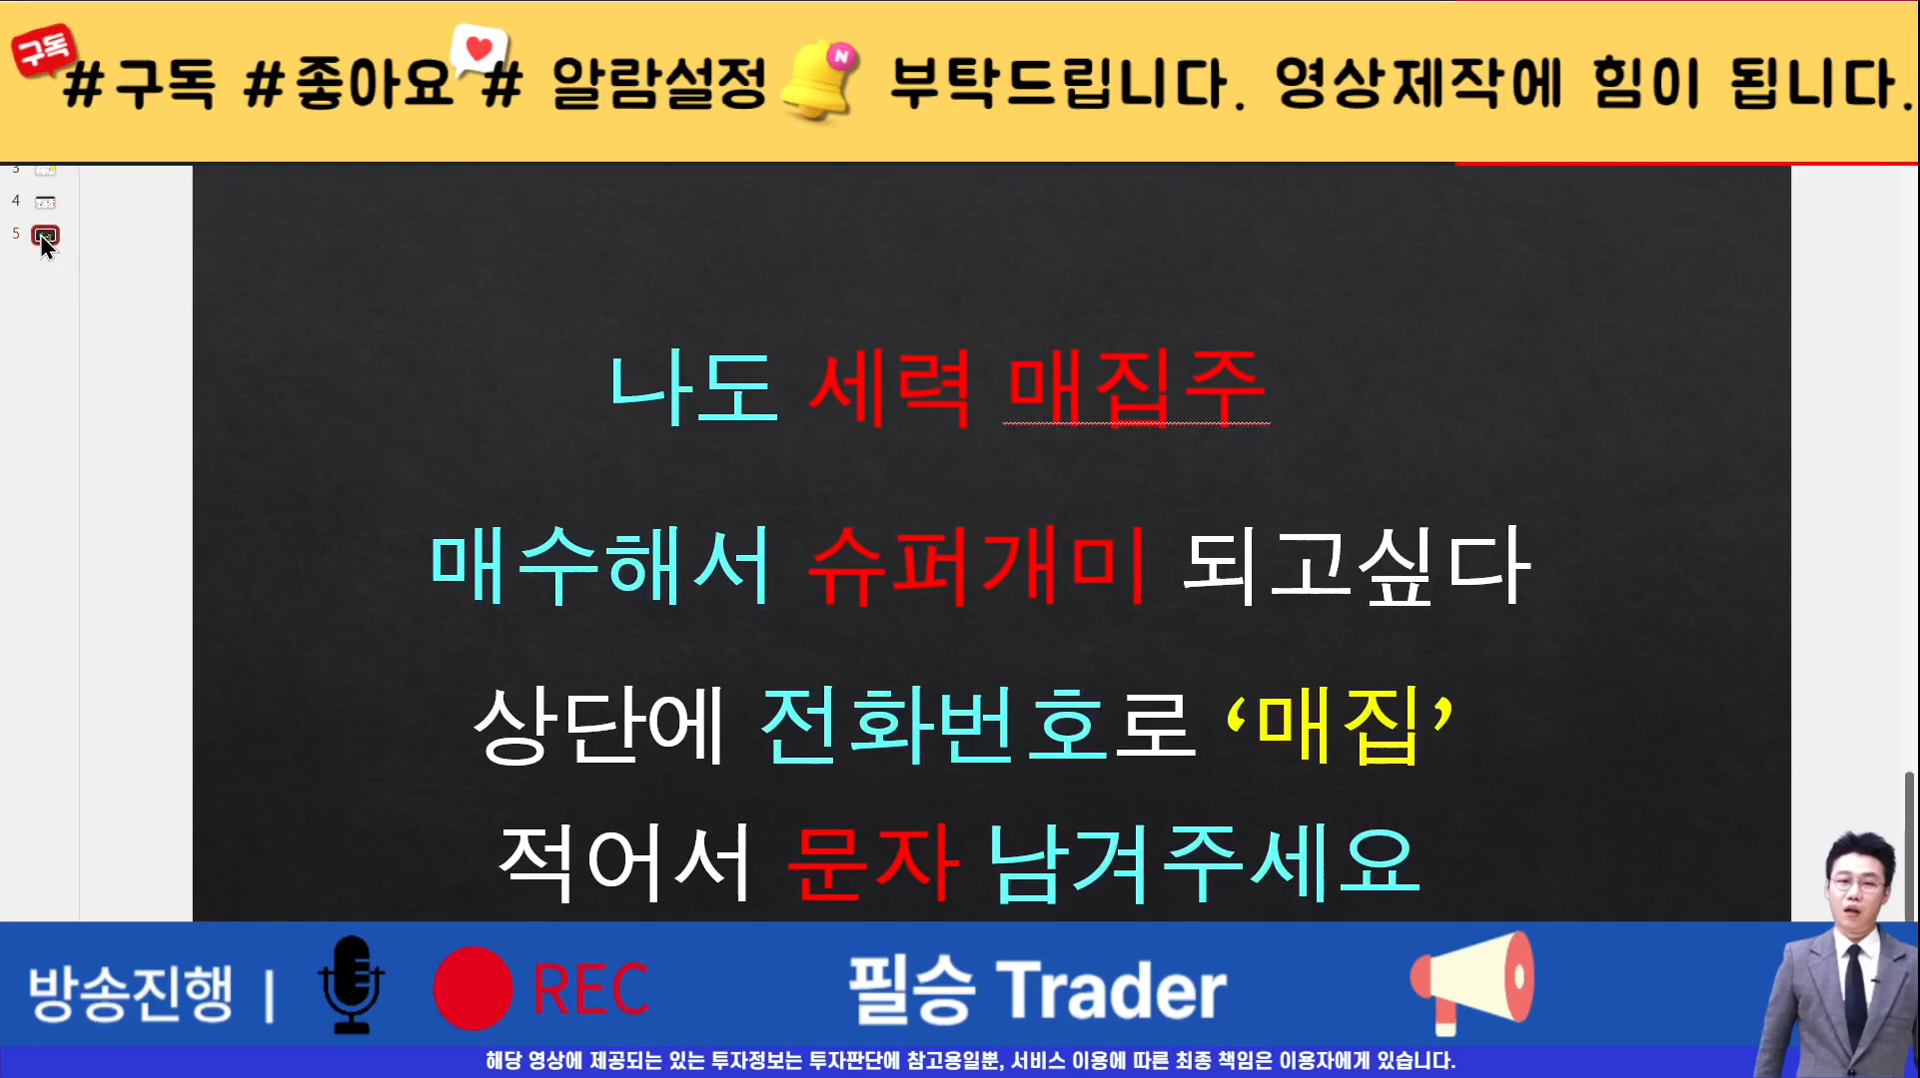 구독
#구독 #좋아요 # 알람설정 N 부탁드립니다. 영상제작에 힘이 됩니다.
3
4
5
나도 세력 매집주
매수해서 슈퍼개미 되고싶다
상단에 전화번호로 ‘매집’
적어서 문자 남겨주세요
방송진행 | REC 필승 Trader
해당 영상에 제공되는 있는 투자정보는 투자판단에 참고용일뿐, 서비스 이용에 따른 최종 책임은 이용자에게 있습니다.